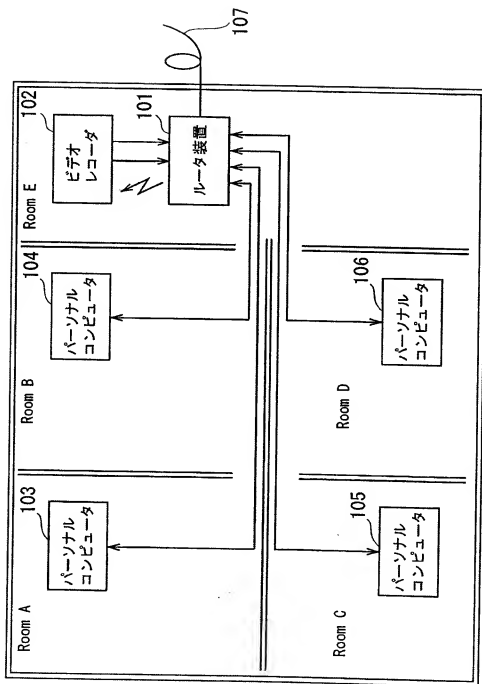 Room A
103
パーソナル
コンピュータ
Room B
104
パーソナル
コンピュータ
Room E
102
ビデオ
レコーダ
101
ルータ装置
107
Room C
105
パーソナル
コンピュータ
Room D
106
パーソナル
コンピュータ